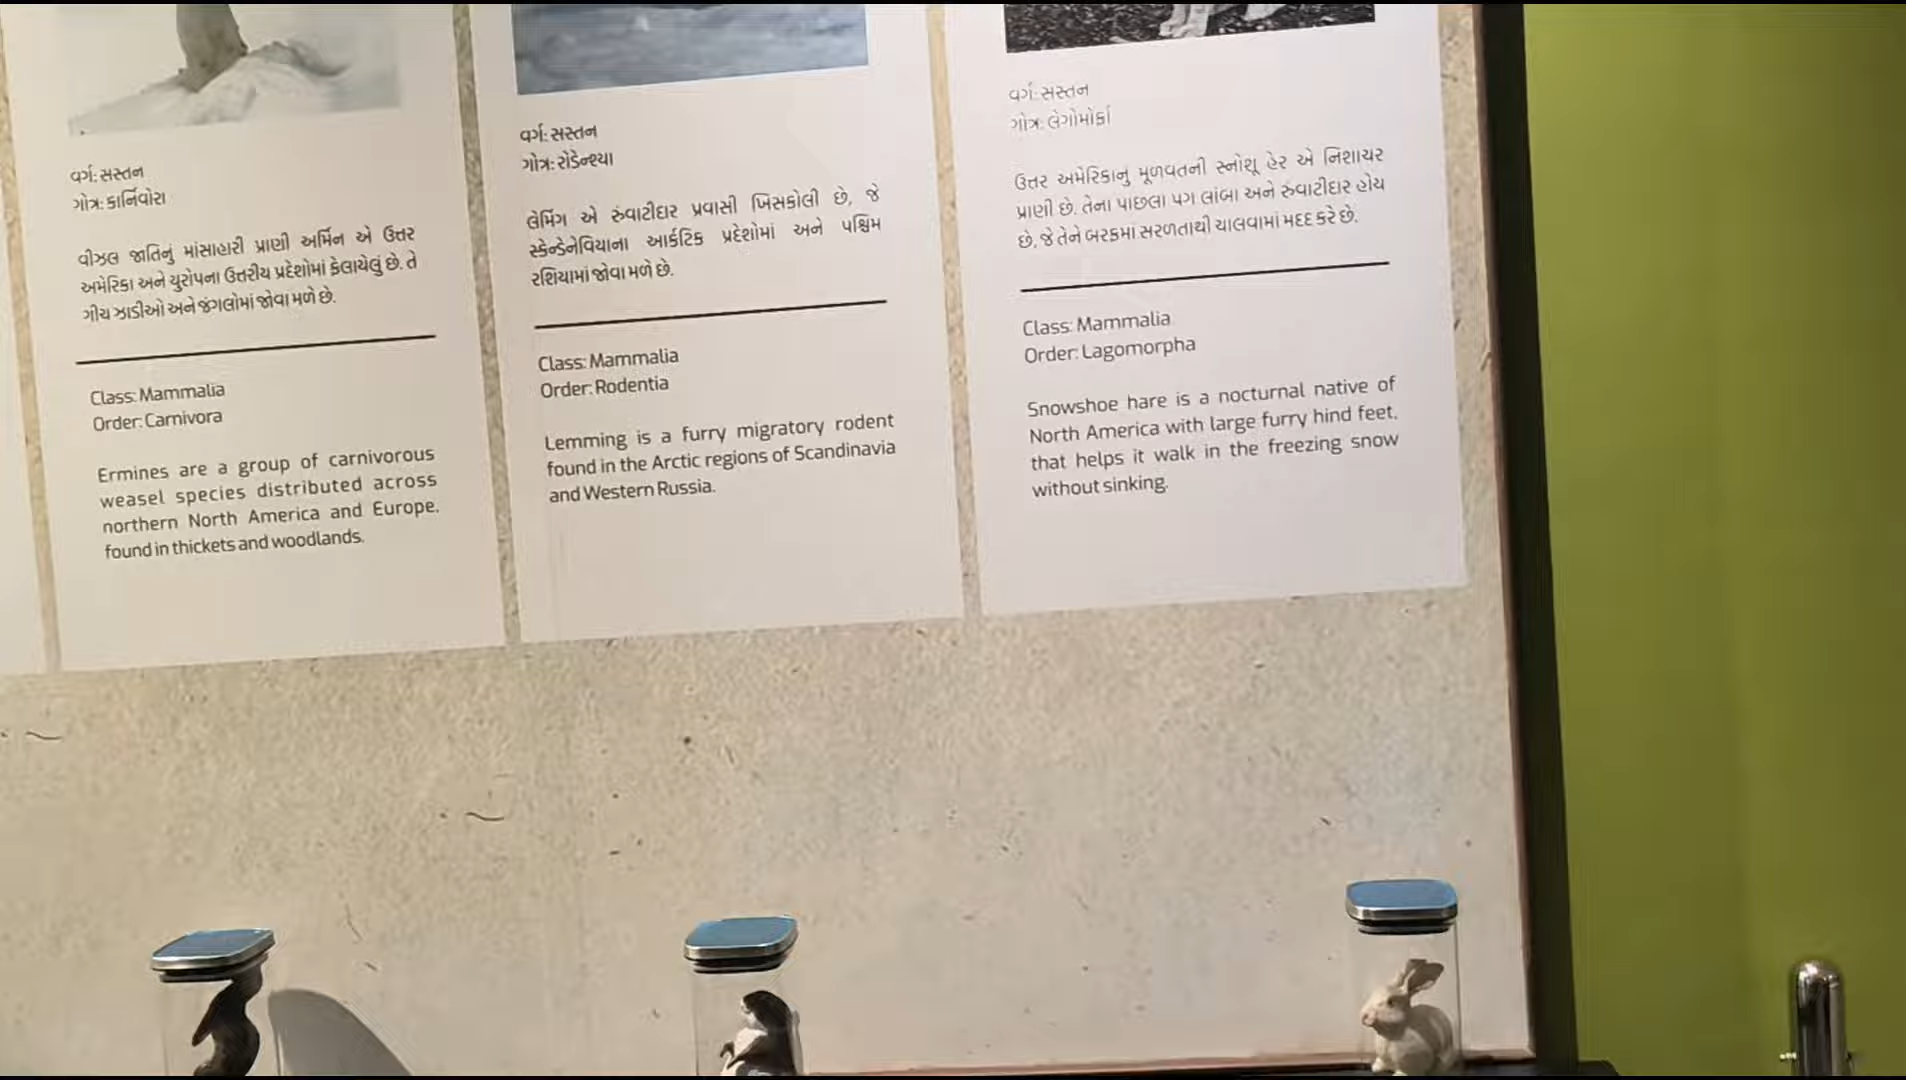 વર્ગ: સસ્તન
ગોત્ર: કાર્નિવોરા
વીઝલ જાતિનું માંસાહારી પ્રાણી અર્મિન એ ઉત્તર
અમેરિકા અને યુરોપના ઉત્તરીય પ્રદેશોમાં ફેલાયેલું છે. તે
ગીચ ઝાડીઓ અને જંગલોમાં જોવા મળે છે.
Class: Mammalia
Order: Carnivora
Ermines are a group of carnivorous
weasel species distributed across
northern North America and Europe,
found in thickets and woodlands.
વર્ગ: સસ્તન
ગોત્ર: રોડેન્શ્યા
લેમિંગ એ રુંવાટીદાર પ્રવાસી ખિસકોલી છે, જે
સ્કેન્ડેનેવિયાના આર્કટિક પ્રદેશોમાં અને પશ્ચિમ
રશિયામાં જોવા મળે છે.
Class: Mammalia
Order: Rodentia
Lemming is a furry migratory rodent
found in the Arctic regions of Scandinavia
and Western Russia.
વર્ગ: સસ્તન
ગોત્ર: લેગોમોર્ફા
ઉત્તર અમેરિકાનું મૂળવતની સ્નોશૂ હેર એ નિશાચર
પ્રાણી છે. તેના પાછલા પગ લાંબા અને રુંવાટીદાર હોય
છે, જે તેને બરફમાં સરળતાથી ચાલવામાં મદદ કરે છે.
Class: Mammalia
Order: Lagomorpha
Snowshoe hare is a nocturnal native of
North America with large furry hind feet,
that helps it walk in the freezing snow
without sinking.